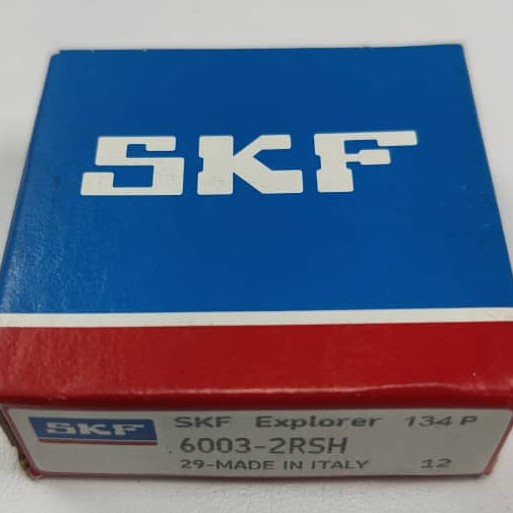 SKF
SKF SKF Explorer 134 P
6003-2RSH
29-MADE IN ITALY 12